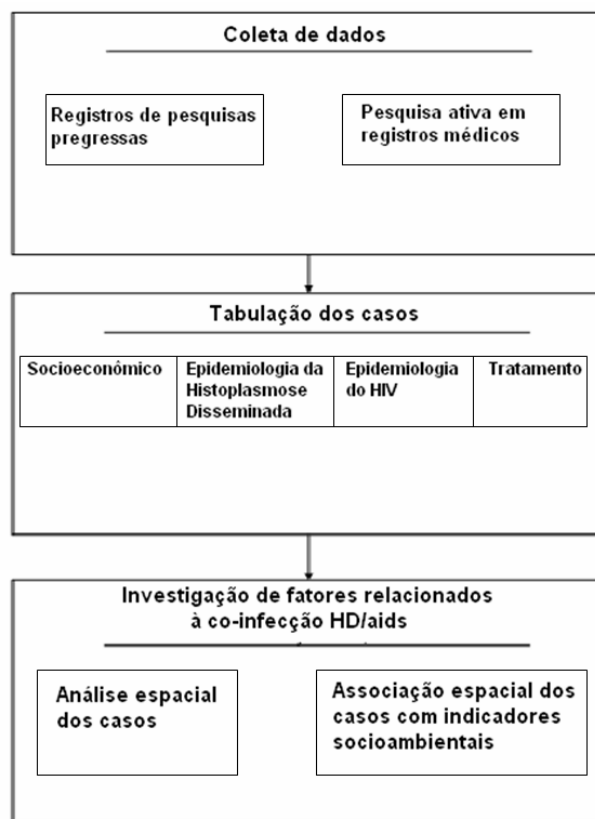 Coleta de dados
Registros de pesquisas
pregressas
Pesquisa ativa em
registros médicos
Tabulação dos casos
Socioeconômico
Epidemiologia da
Histoplasmose
Disseminada
Epidemiologia
do HIV
Tratamento
Investigação de fatores relacionados
à co-infecção HD/aids
Análise espacial
dos casos
Associação espacial dos
casos com indicadores
socioambientais